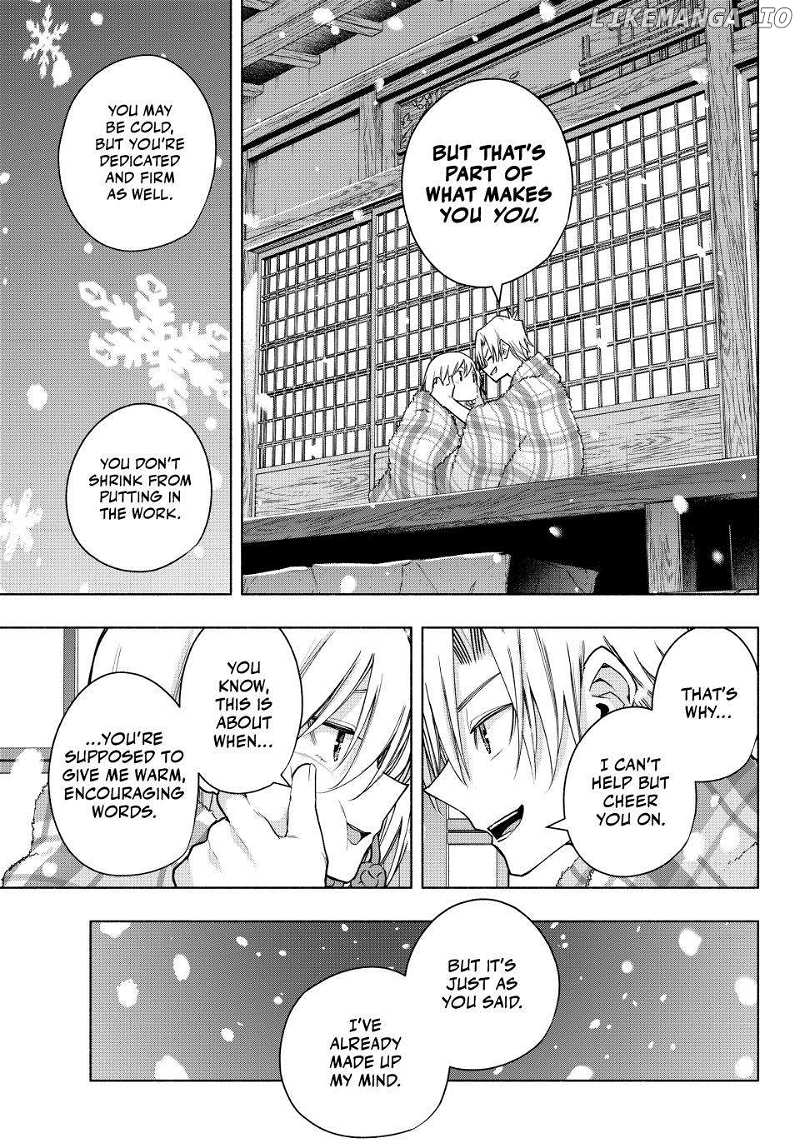 LIKEMANGA.IO
BUT THAT'S
PART OF
WHAT MAKES
YOU YOU.
YOU MAY
BE COLD,
BUT YOU'RE
DEDICATED
AND FIRM
AS WELL.
YOU DON'T
SHRINK FROM
PUTTING IN
THE WORK.
THAT'S
WHY...
I CAN'T
HELP BUT
CHEER
YOU ON.
YOU
KNOW,
THIS IS
ABOUT
WHEN...
...YOU'RE
SUPPOSED TO
GIVE ME WARM,
ENCOURAGING
WORDS.
BUT IT'S
JUST AS
YOU SAID.
I'VE
ALREADY
MADE UP
MY MIND.